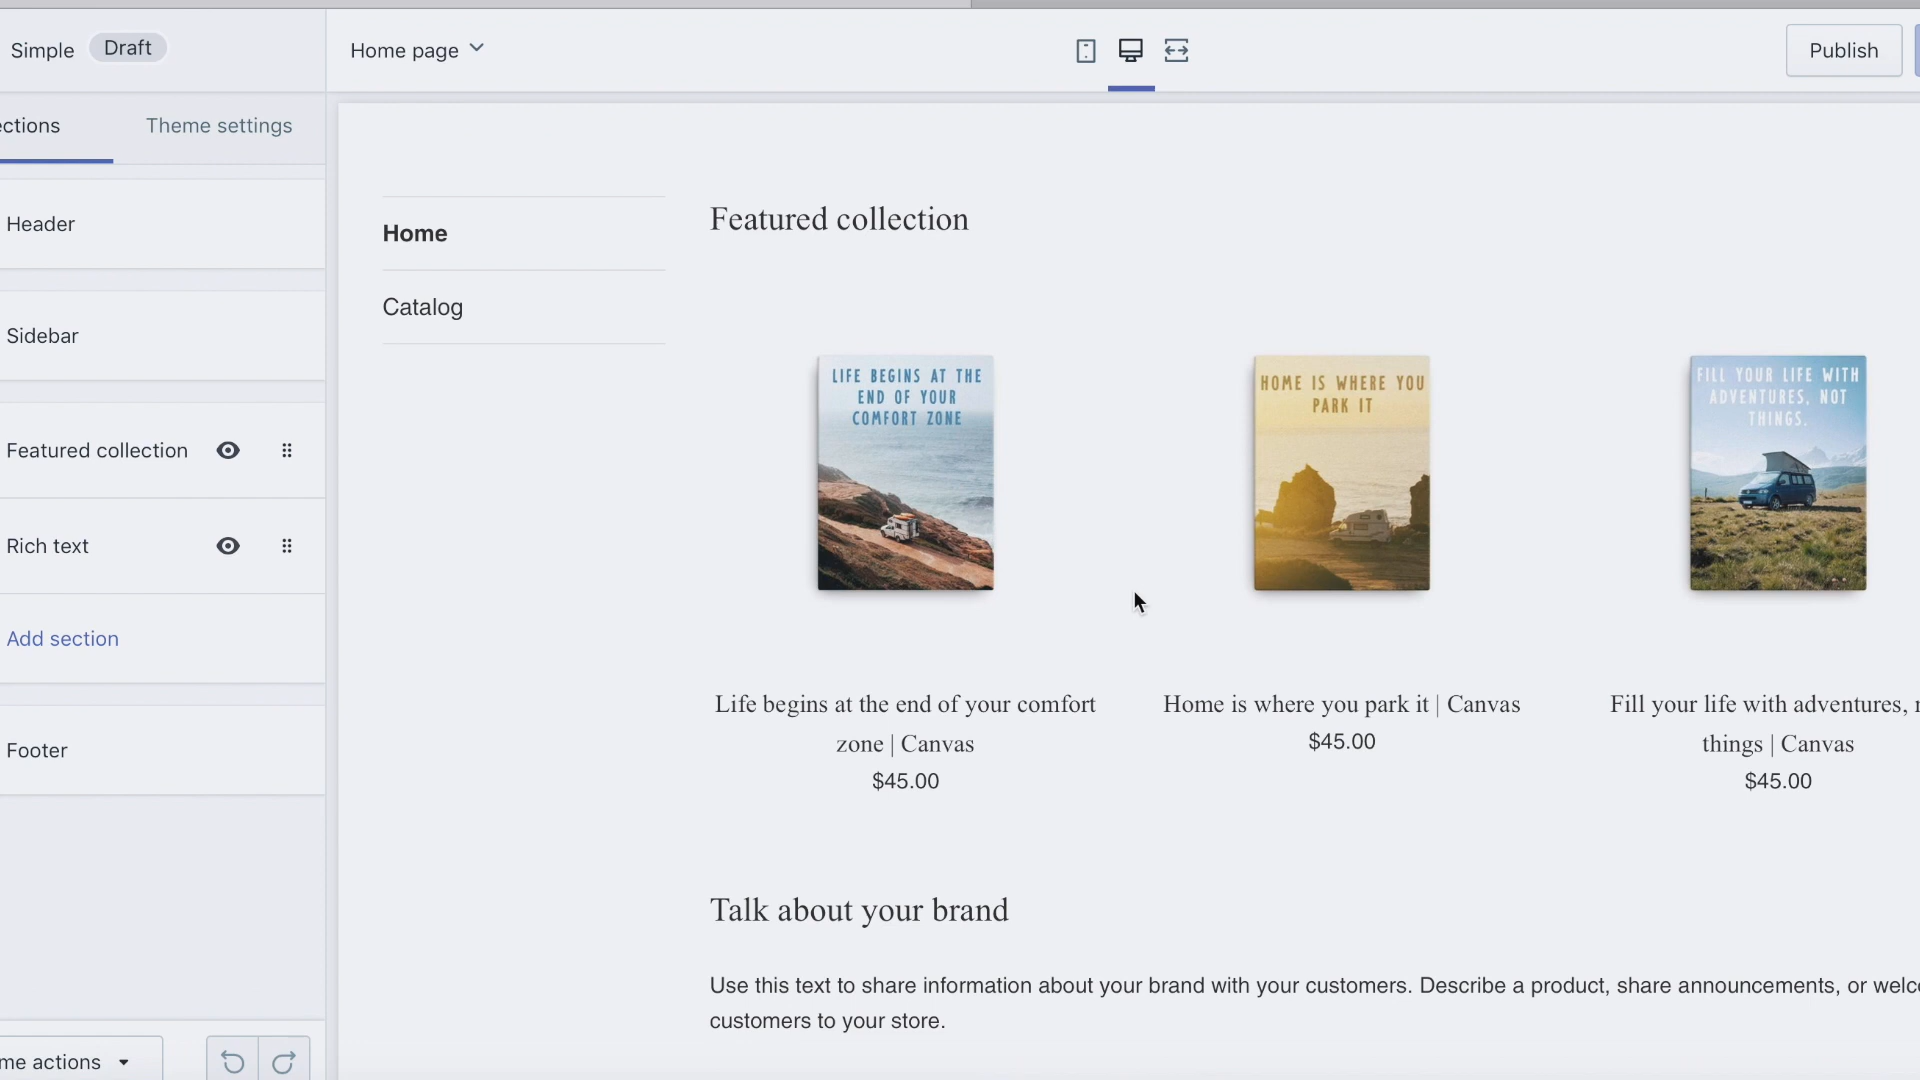 Simple
Draft
Home page
Publish
Theme settings
Header
Sidebar
Featured collection
Rich text
Add section
Footer
actions
Home
Catalog
Featured collection
LIFE BEGINS AT THE
END OF YOUR
COMFORT ZONE
HOME IS WHERE YOU
PARK IT
FILL YOUR LIFE WITH
ADVENTURES, NOT
THINGS.
Life begins at the end of your comfort
zone | Canvas
$45.00
Home is where you park it | Canvas
$45.00
Fill your life with adventures,
things | Canvas
$45.00
Talk about your brand
Use this text to share information about your brand with your customers. Describe a product, share announcements, or
customers to your store.